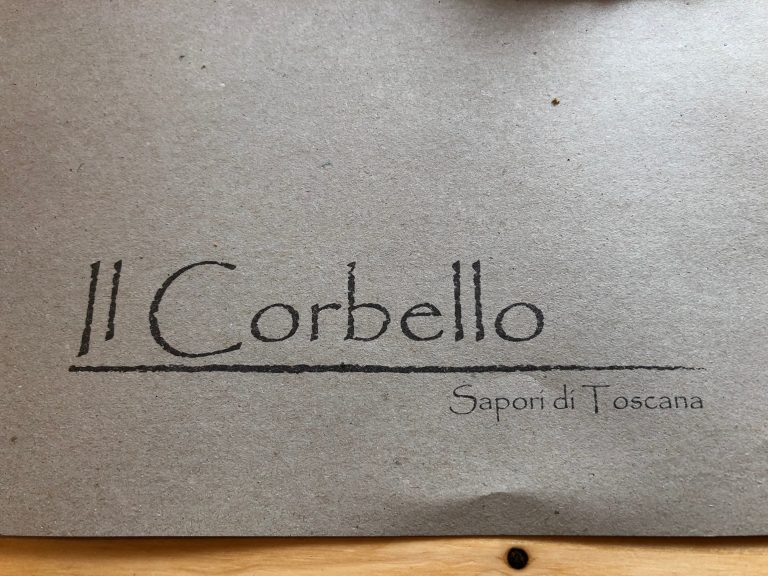 Il Corbello
Sapori di Toscana